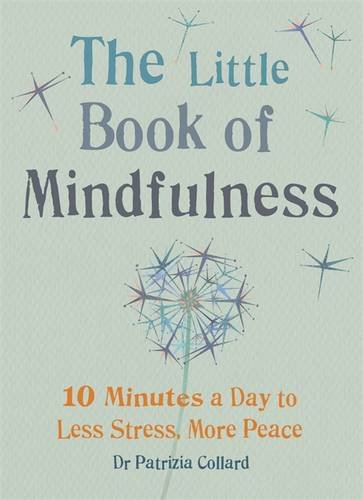 The Little
Book of
Mindfulness
10 Minutes a Day to
Less Stress, More Peace
Dr Patrizia Collard